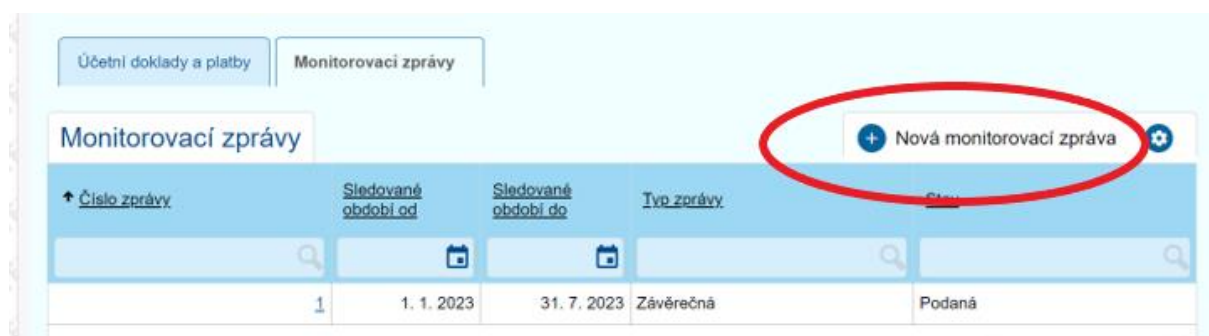 Účetní doklady a platby
Monitorovací zprávy
Monitorovací zprávy
Nová monitorovací zpráva
Číslo zprávy
Sledované
období od
Sledované
období do
Typ zprávy
Stav
1
1. 1. 2023
31. 7. 2023
Závěrečná
Podaná